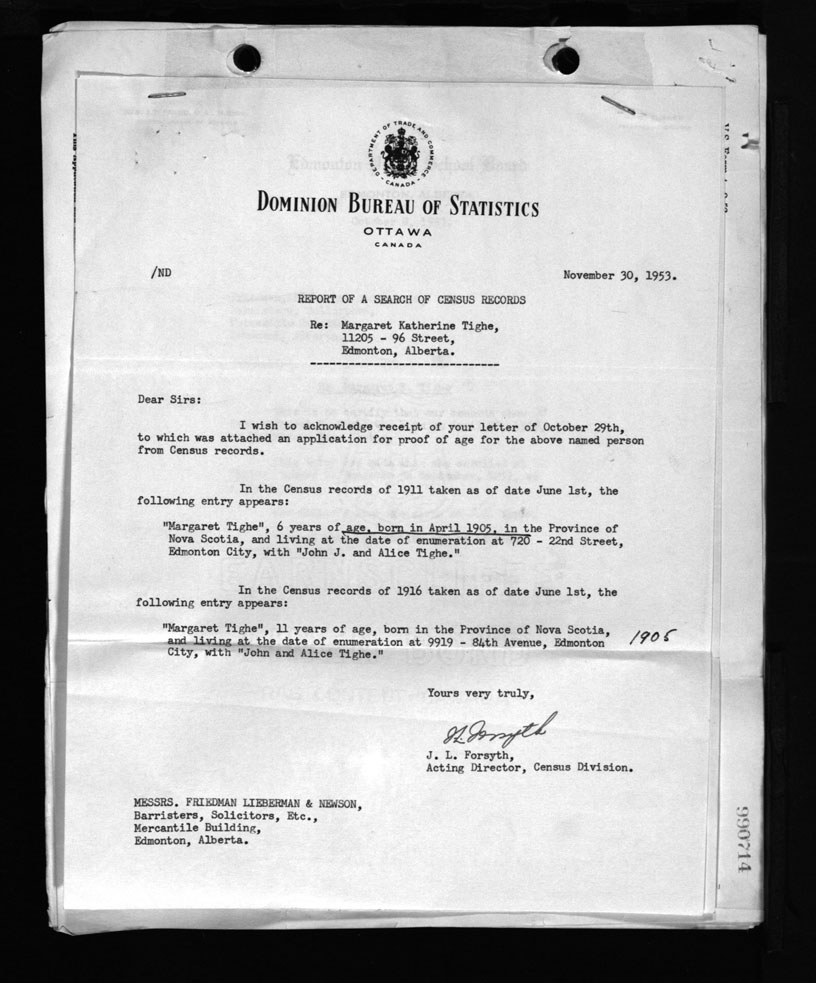 DEPARTMENT OF TRADE AND COMMERCE
CANADA
DOMINION BUREAU OF STATISTICS
OTTAWA
CANADA
/ND
November 30, 1953.
REPORT OF A SEARCH OF CENSUS RECORDS
Re: Margaret Katherine Tighe,
11205 - 96 Street,
Edmonton, Alberta.
-----------------------------
Dear Sirs:
I wish to acknowledge receipt of your letter of October 29th,
to which was attached an application for proof of age for the above named person
from Census records.
In the Census records of 1911 taken as of date June 1st, the
following entry appears:
"Margaret Tighe", 6 years of age, born in April 1905, in the Province of
Nova Scotia, and living at the date of enumeration at 720 - 22nd Street,
Edmonton City, with "John J. and Alice Tighe."
In the Census records of 1916 taken as of date June 1st, the
following entry appears:
"Margaret Tighe", 11 years of age, born in the Province of Nova Scotia,
and living at the date of enumeration at 9919 - 84th Avenue, Edmonton
City, with "John and Alice Tighe."
1905
Yours very truly,
JL Forsyth
J. L. Forsyth,
Acting Director, Census Division.
MESSRS. FRIEDMAN LIEBERMAN & NEWSON,
Barristers, Solicitors, Etc.,
Mercantile Building,
Edmonton, Alberta.
990714